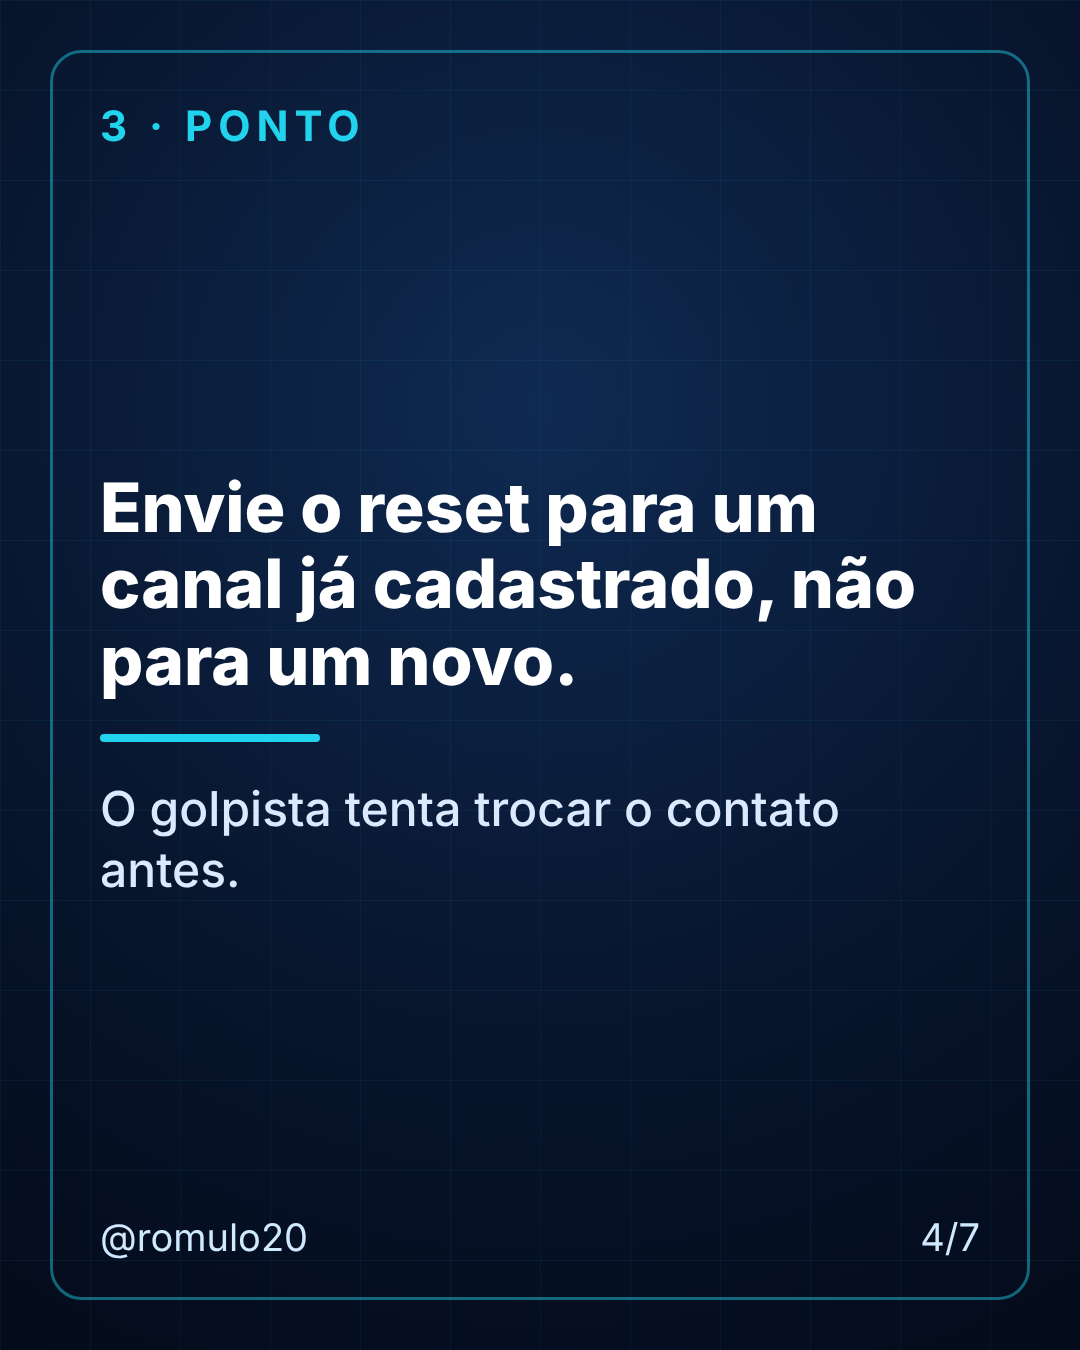 3 · PONTO
Envie o reset para um
canal já cadastrado, não
para um novo.
O golpista tenta trocar o contato
antes.
@romulo20
4/7